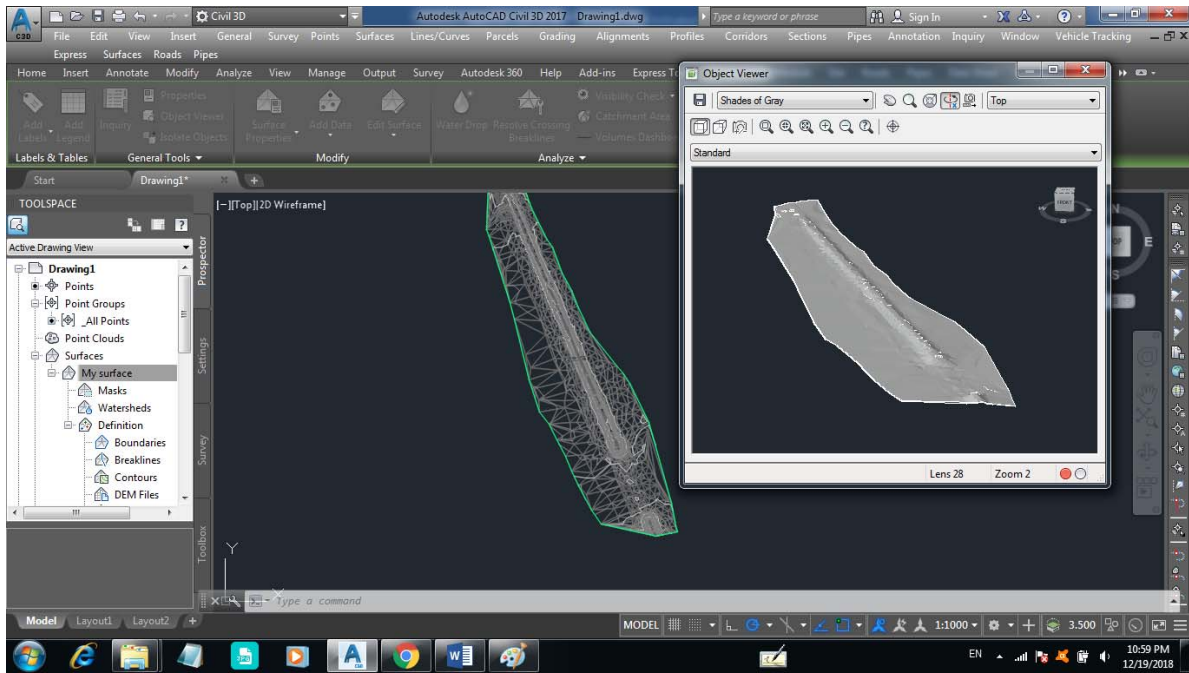 Civil 3D
Autodesk AutoCAD Civil 3D 2017 Drawing1.dwg
Type a keyword or phrase
Sign In
C3D
File Edit View Insert General Survey Points Surfaces Lines/Curves Parcels Grading Alignments Profiles Corridors Sections Pipes Annotation Inquiry Window Vehicle Tracking
Express Surfaces Roads Pipes
Home Insert Annotate Modify Analyze View Manage Output Survey Autodesk 360 Help Add-ins Express
Add Labels
Add Legend
Inquiry
Properties
Object Viewer
Isolate Objects
Surface Properties
Add Data
Edit Surface
Water Drop
Resolve Crossing Breaklines
Visibility Check
Catchment Area
Volumes
Labels & Tables General Tools Modify Analyze
Start Drawing1* +
TOOLSPACE
Active Drawing View
Drawing1
Points
Point Groups
_All Points
Point Clouds
Surfaces
My surface
Masks
Watersheds
Definition
Boundaries
Breaklines
Contours
DEM Files
Prospector
Settings
Survey
Toolbox
[−][Top][2D Wireframe]
Y
X
Object Viewer
Shades of Gray
Top
Standard
FRONT
Lens 28 Zoom 2
N
E
S
Type a command
Model Layout1 Layout2 +
MODEL
1:1000
3.500
EN
10:59 PM
12/19/2018